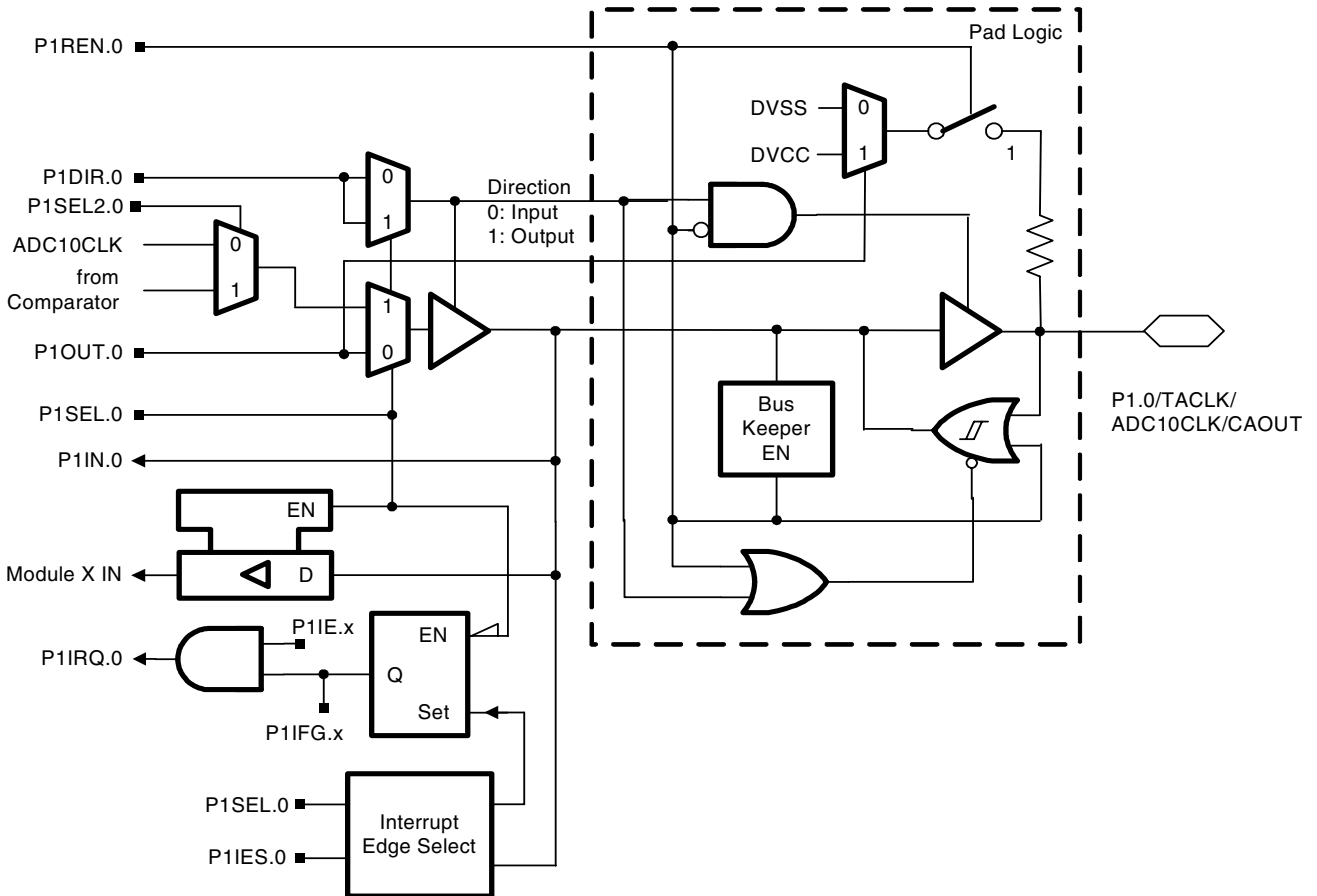 Pad Logic
P1REN.0
DVSS
0
DVCC
1
1
P1DIR.0
0
1
Direction
0: Input
1: Output
P1SEL2.0
ADC10CLK
0
from
Comparator
1
1
0
P1OUT.0
P1SEL.0
Bus
Keeper
EN
P1.0/TACLK/
ADC10CLK/CAOUT
P1IN.0
EN
Module X IN
D
P1IE.x
EN
P1IRQ.0
Q
Set
P1IFG.x
P1SEL.0
Interrupt
Edge Select
P1IES.0